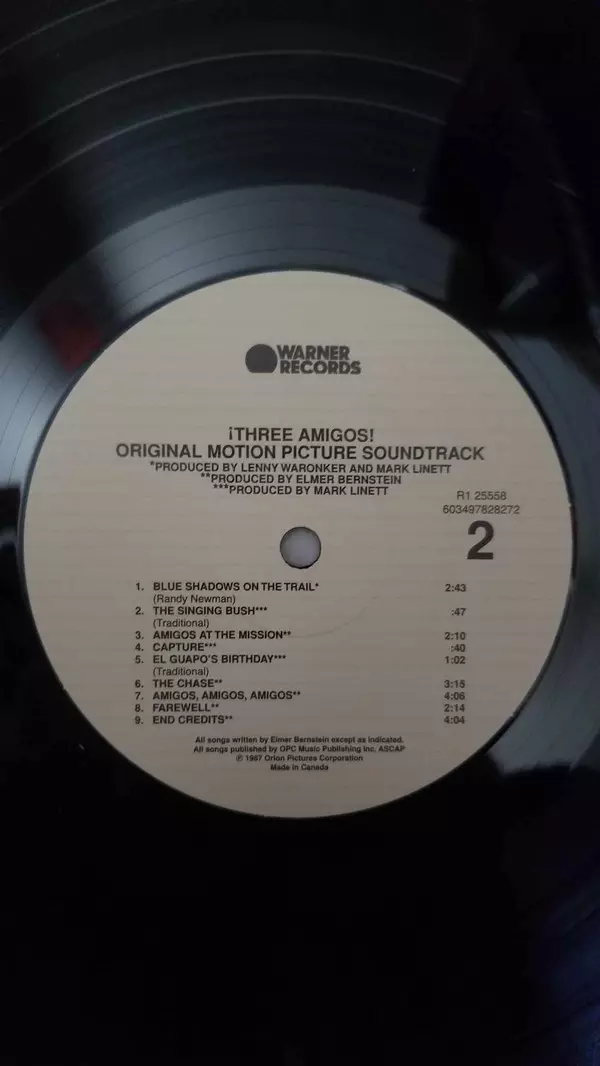 WARNER
RECORDS
¡THREE AMIGOS!
ORIGINAL MOTION PICTURE SOUNDTRACK
*PRODUCED BY LENNY WARONKER AND MARK LINETT
**PRODUCED BY ELMER BERNSTEIN
***PRODUCED BY MARK LINETT
R1 25558
603497828272
2
1. BLUE SHADOWS ON THE TRAIL* 2:43
(Randy Newman)
2. THE SINGING BUSH*** :47
(Traditional)
3. AMIGOS AT THE MISSION** 2:10
4. CAPTURE*** :40
5. EL GUAPO'S BIRTHDAY*** 1:02
(Traditional)
6. THE CHASE** 3:15
7. AMIGOS, AMIGOS, AMIGOS** 4:06
8. FAREWELL** 2:14
9. END CREDITS** 4:04
All songs written by Elmer Bernstein except as indicated.
All songs published by OPC Music Publishing Inc. ASCAP
℗ 1987 Orion Pictures Corporation
Made in Canada